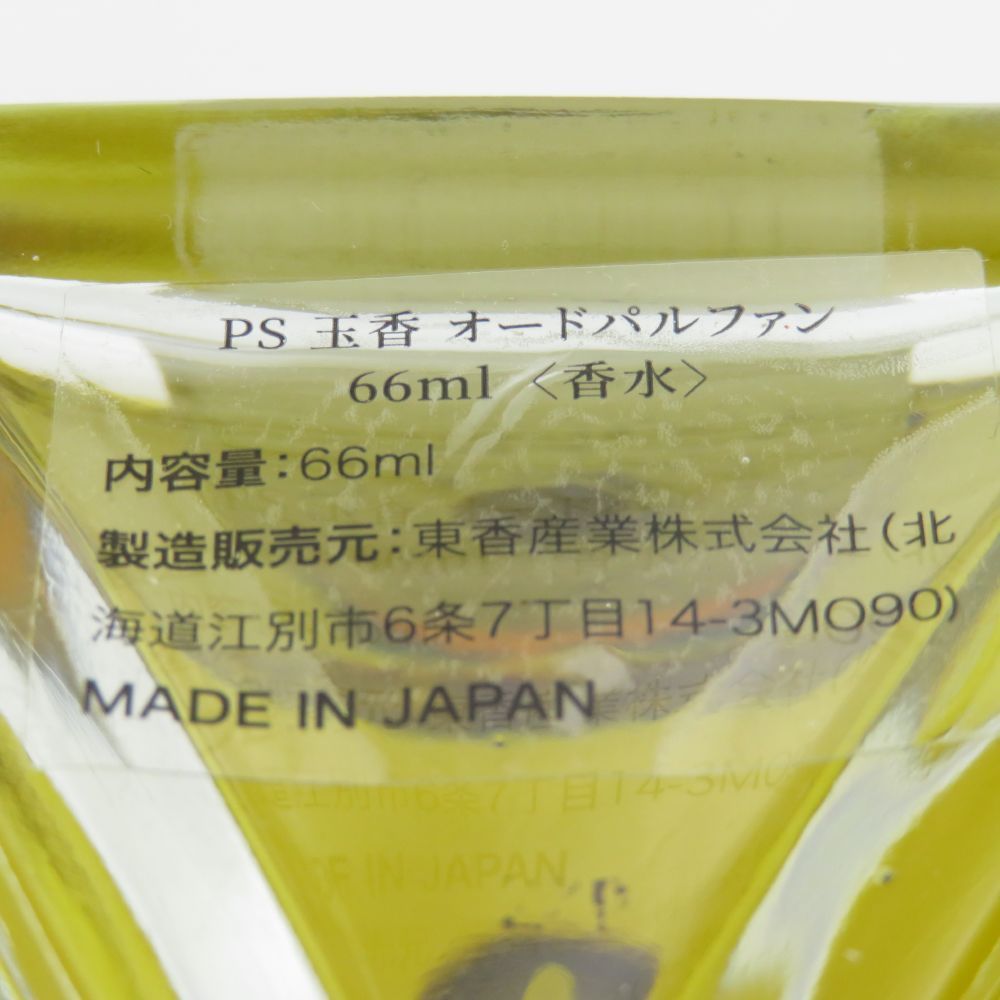 PS 玉香 オードパルファン
66ml〈香水〉
内容量：66ml
製造販売元：東香産業株式会社（北
海道江別市6条7丁目14-3MO90）
MADE IN JAPAN